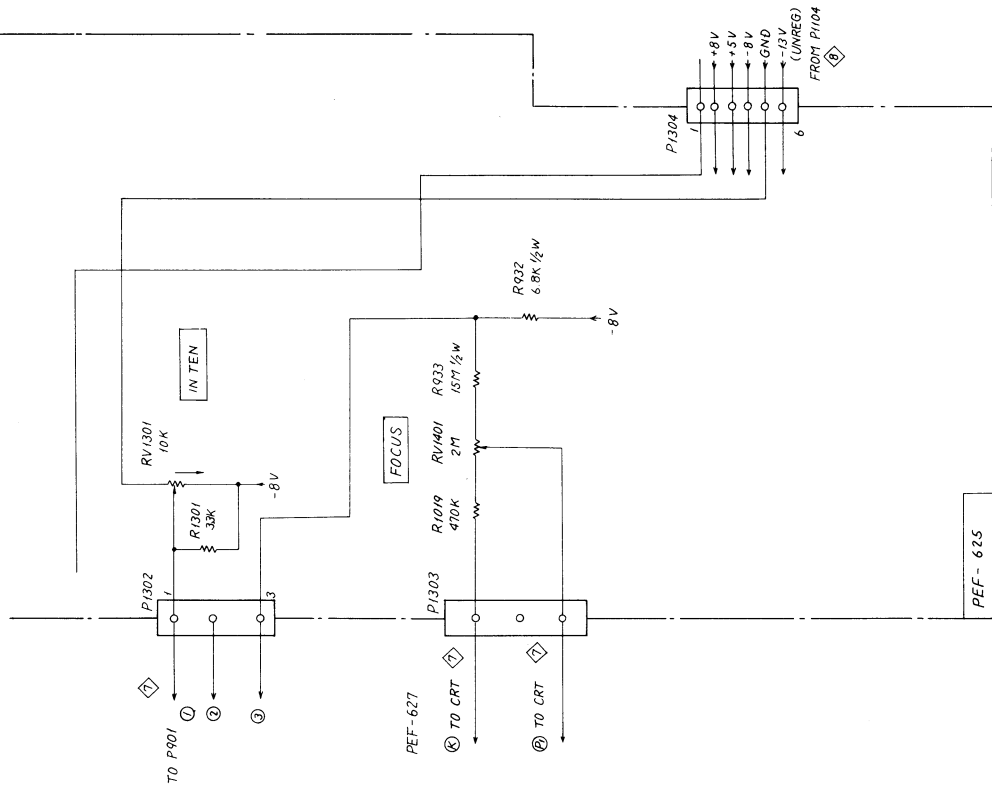 +8V
+5V
-8V
GND
-13V
(UNREG)
FROM P1104
8
P1304
1
6
R932
6.8K ½W
-8V
IN TEN
RV1301
10K
R1301
33K
-8V
FOCUS
R933
15M ½W
RV1401
2M
R1019
470K
P1302
1
3
P1303
7
TO P901
1
2
3
PEF-627
K TO CRT 7
P1 TO CRT 7
PEF-625